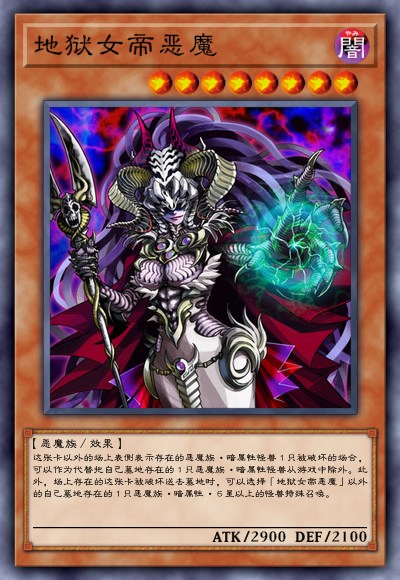 地狱女帝恶魔
やみ
闇
【恶魔族／效果】
这张卡以外的场上表侧表示存在的恶魔族·暗属性怪兽1只被破坏的场合，
可以作为代替把自己墓地存在的1只恶魔族·暗属性怪兽从游戏中除外。此
外，场上存在的这张卡被破坏送去墓地时，可以选择「地狱女帝恶魔」以外
的自己墓地存在的1只恶魔族·暗属性·6星以上的怪兽特殊召唤。
ATK/2900 DEF/2100